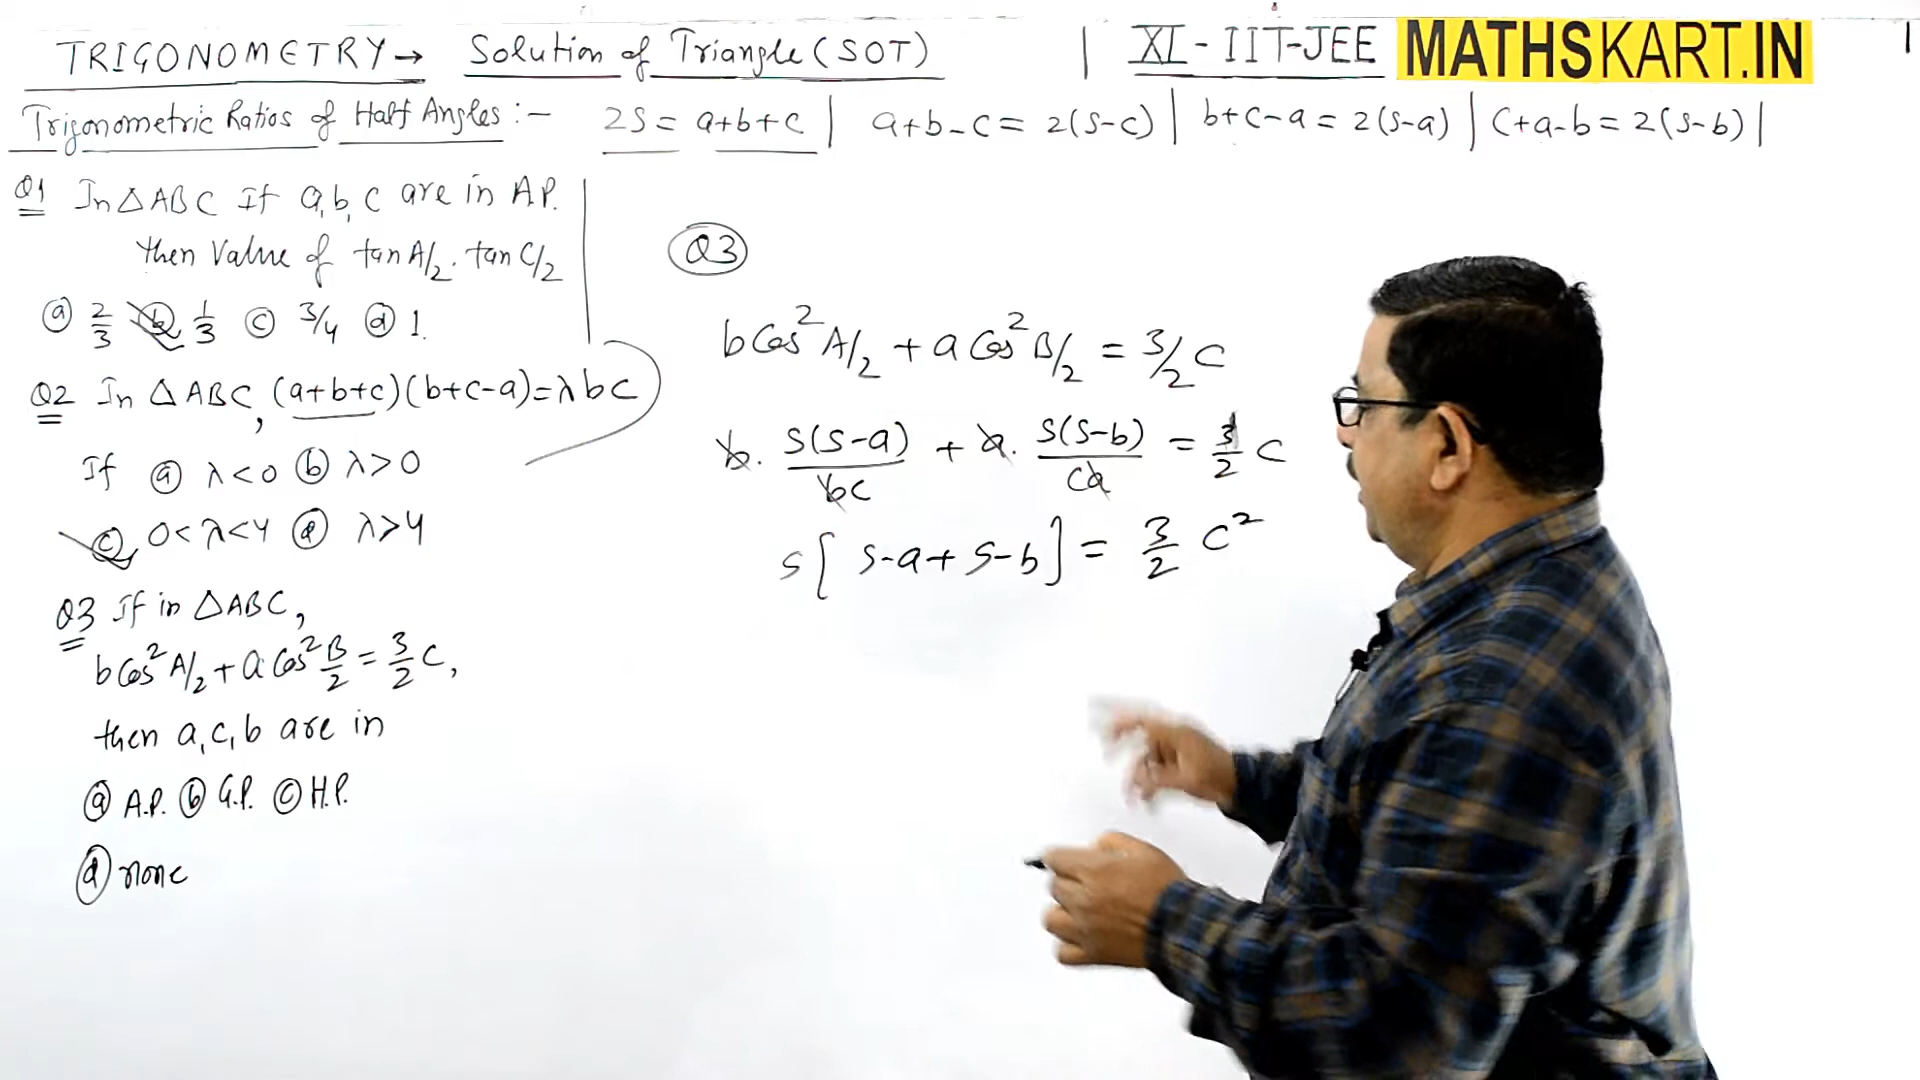 TRIGONOMETRY → Solution of Triangle (SOT) | XI - IIT-JEE MATHSKART.IN
Trigonometric Ratios of Half Angles :- 2S = a+b+c | a+b-c = 2(s-c) | b+c-a = 2(s-a) | c+a-b = 2(s-b) |
Q1 In △ABC If a, b, c are in A.P.
then Value of tan A/2 . tan C/2
ⓐ 2/3 ⓑ 1/3 ⓒ 3/4 ⓓ 1.
Q2 In △ABC, (a+b+c)(b+c-a)=λbc
If ⓐ λ<0 ⓑ λ>0
ⓒ 0<λ<4 ⓓ λ>4
Q3 If in △ABC,
b Cos² A/2 + a Cos² B/2 = 3/2 c,
then a, c, b are in
ⓐ A.P. ⓑ G.P. ⓒ H.P.
ⓓ none
Q3
b Cos² A/2 + a Cos² B/2 = 3/2 c
b. s(s-a)/bc + a. s(s-b)/ca = 3/2 c
s[ s-a+s-b] = 3/2 c²